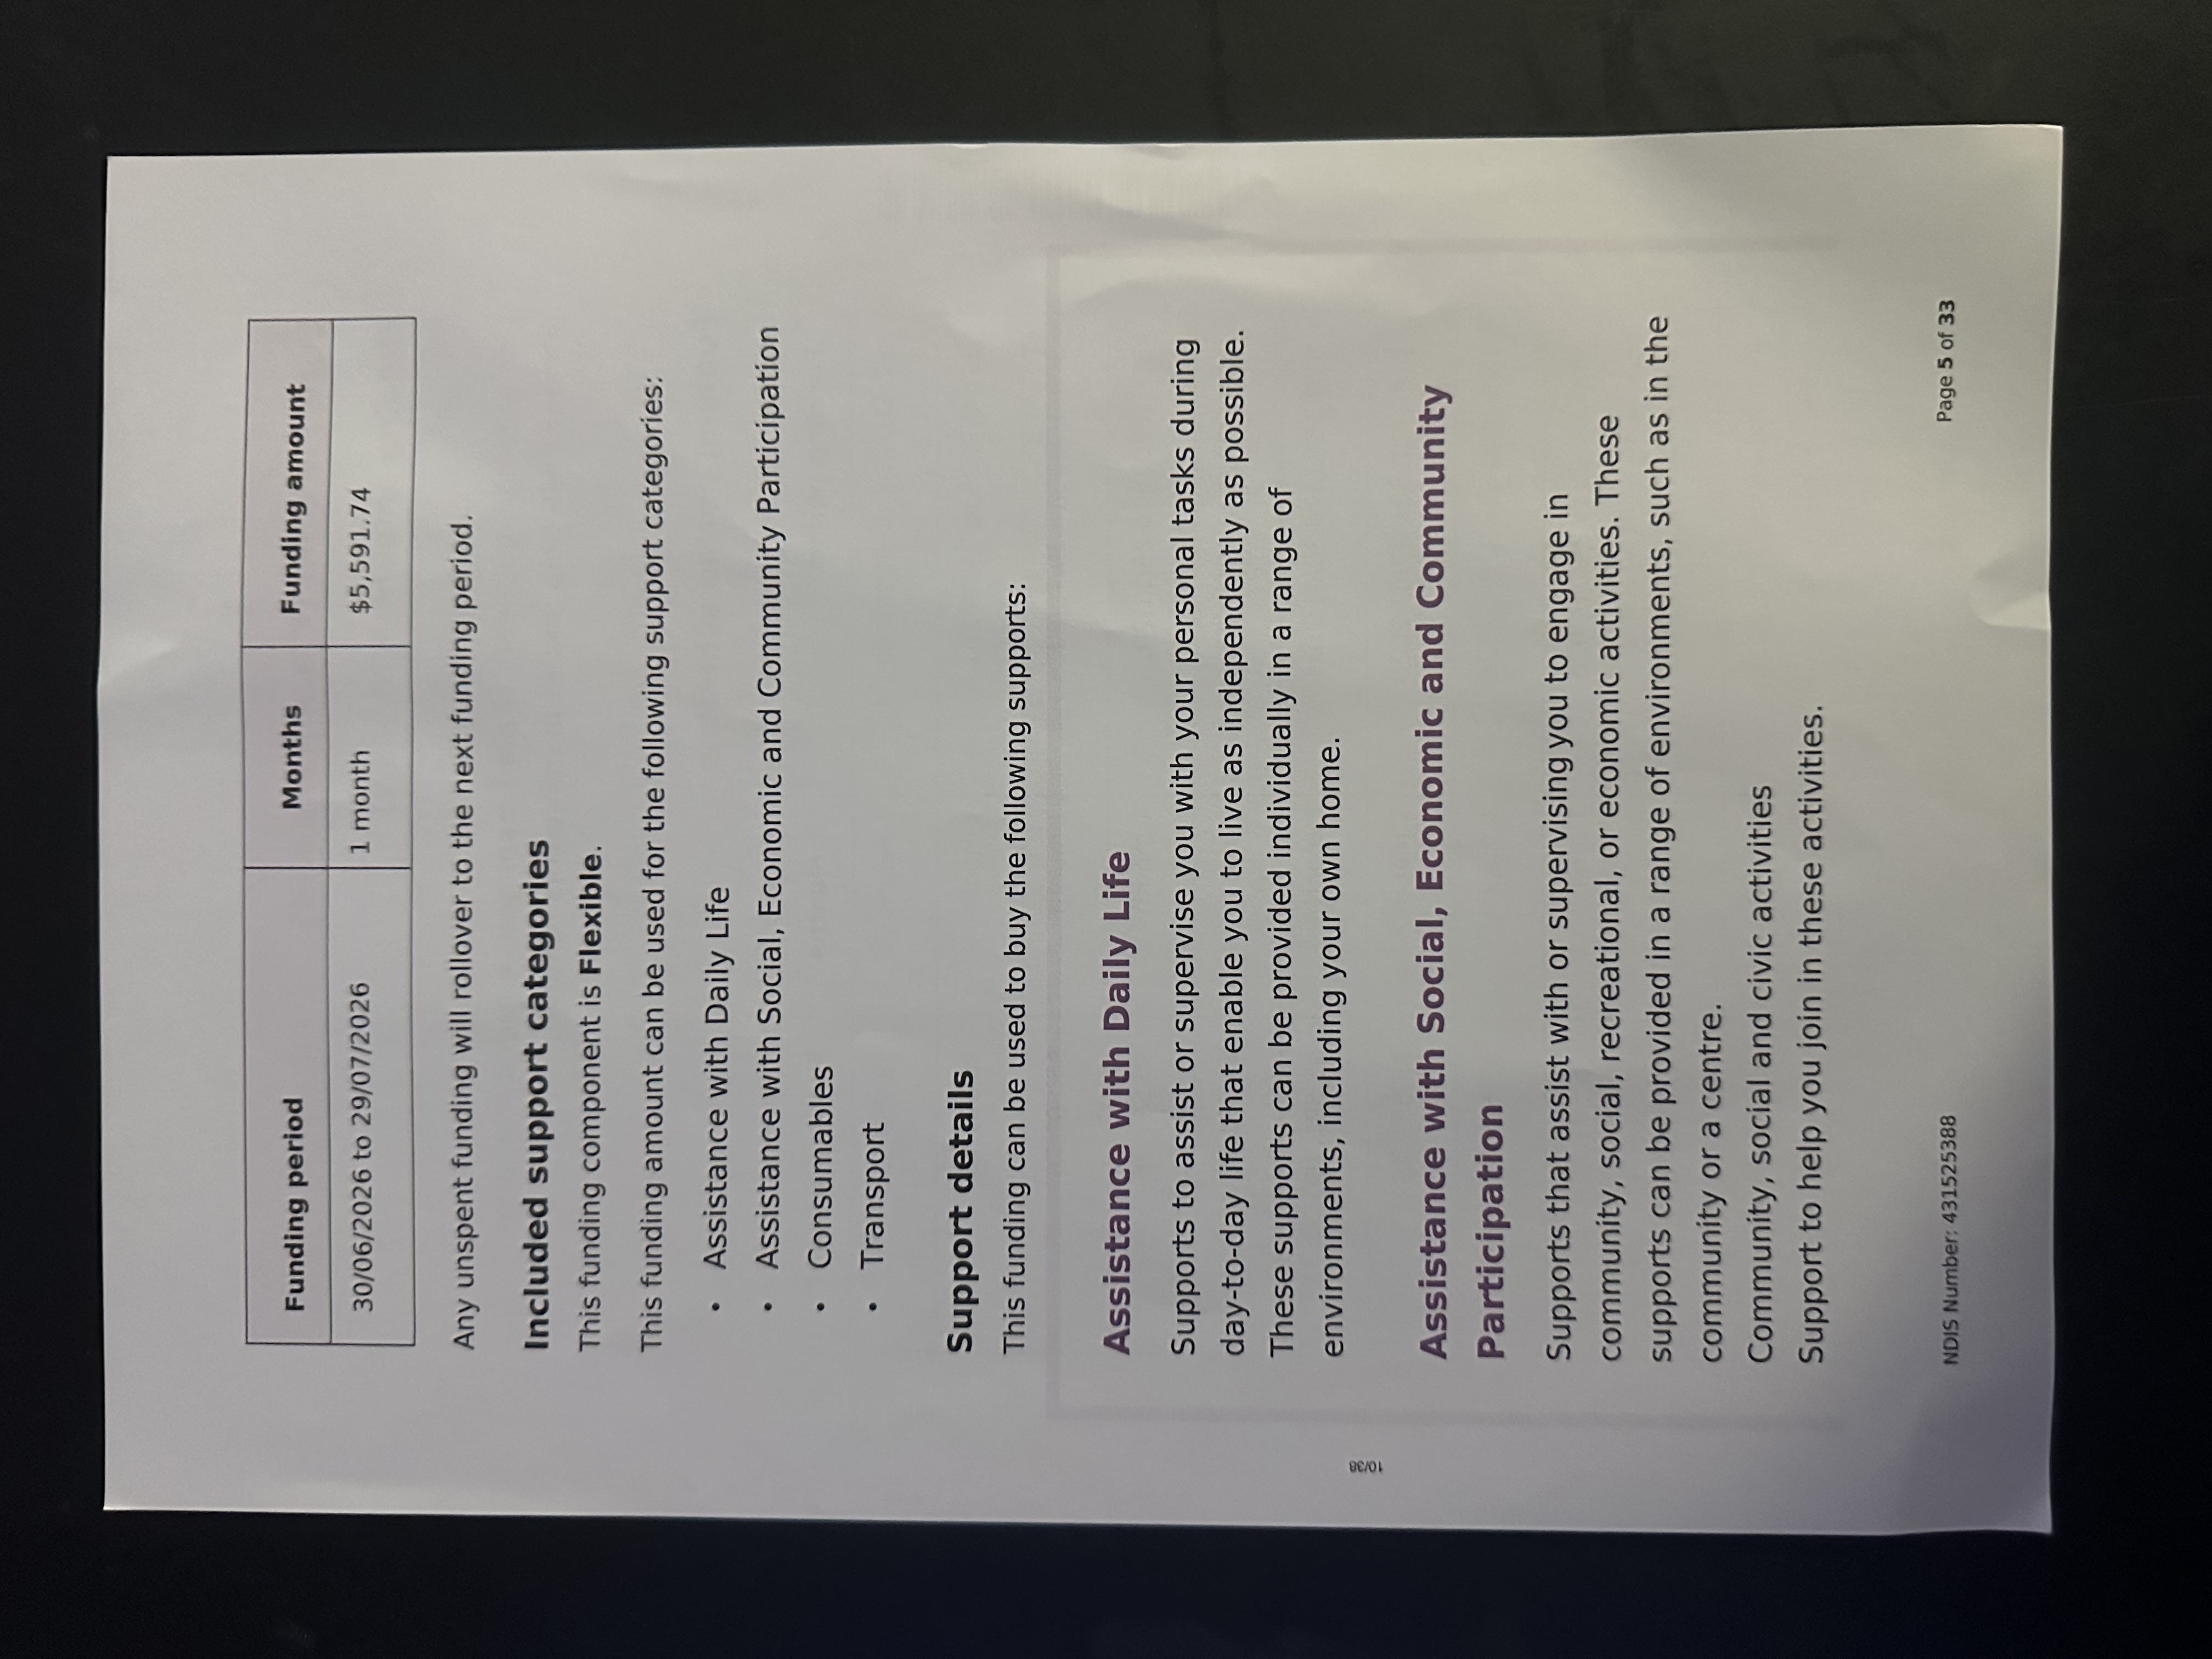 Funding period Months Funding amount
30/06/2026 to 29/07/2026 1 month $5,591.74
Any unspent funding will rollover to the next funding period.
Included support categories
This funding component is Flexible.
This funding amount can be used for the following support categories:
• Assistance with Daily Life
• Assistance with Social, Economic and Community Participation
• Consumables
• Transport
Support details
This funding can be used to buy the following supports:
Assistance with Daily Life
Supports to assist or supervise you with your personal tasks during
day-to-day life that enable you to live as independently as possible.
These supports can be provided individually in a range of
environments, including your own home.
10/38
Assistance with Social, Economic and Community
Participation
Supports that assist with or supervising you to engage in
community, social, recreational, or economic activities. These
supports can be provided in a range of environments, such as in the
community or a centre.
Community, social and civic activities
Support to help you join in these activities.
NDIS Number: 431525388 Page 5 of 33